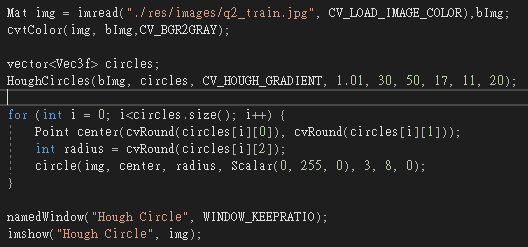 Mat img = imread("./res/images/q2_train.jpg", CV_LOAD_IMAGE_COLOR),bImg;
cvtColor(img, bImg,CV_BGR2GRAY);
vector<Vec3f> circles;
HoughCircles(bImg, circles, CV_HOUGH_GRADIENT, 1.01, 30, 50, 17, 11, 20);
for (int i = 0; i<circles.size(); i++) {
Point center(cvRound(circles[i][0]), cvRound(circles[i][1]));
int radius = cvRound(circles[i][2]);
circle(img, center, radius, Scalar(0, 255, 0), 3, 8, 0);
}
namedWindow("Hough Circle", WINDOW_KEEPRATIO);
imshow("Hough Circle", img);